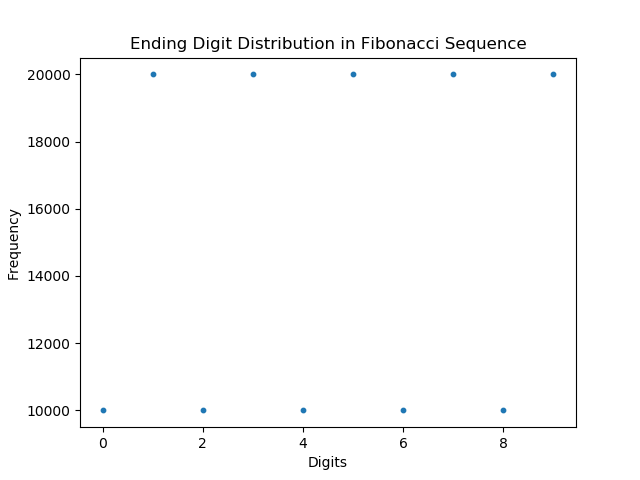 Ending Digit Distribution in Fibonacci Sequence
20000
18000
16000
14000
12000
10000
Frequency
0 2 4 6 8
Digits